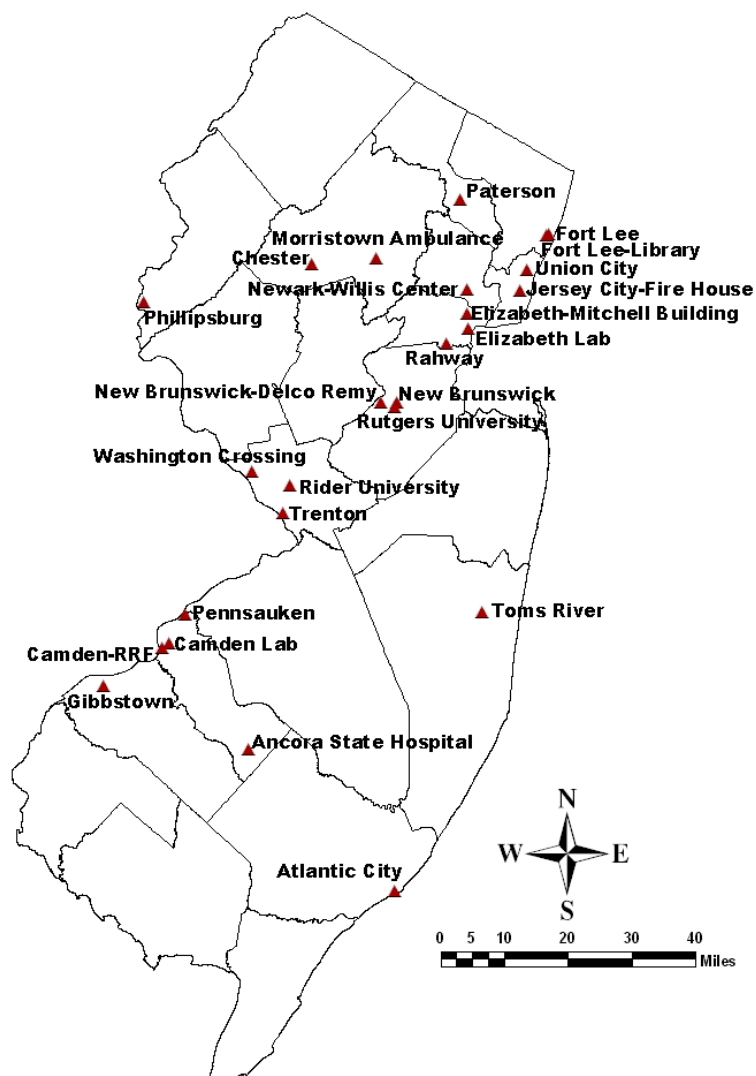 Paterson
Fort Lee
Morristown Ambulance
Fort Lee-Library
Chester
Union City
Newark-Willis Center
Jersey City-Fire House
Phillipsburg
Elizabeth-Mitchell Building
Elizabeth Lab
Rahway
New Brunswick-Delco Remy
New Brunswick
Rutgers University
Washington Crossing
Rider University
Trenton
Pennsauken
Toms River
Camden Lab
Camden-RRF
Gibbstown
Ancora State Hospital
N
W E
S
Atlantic City
0 5 10 20 30 40
Miles